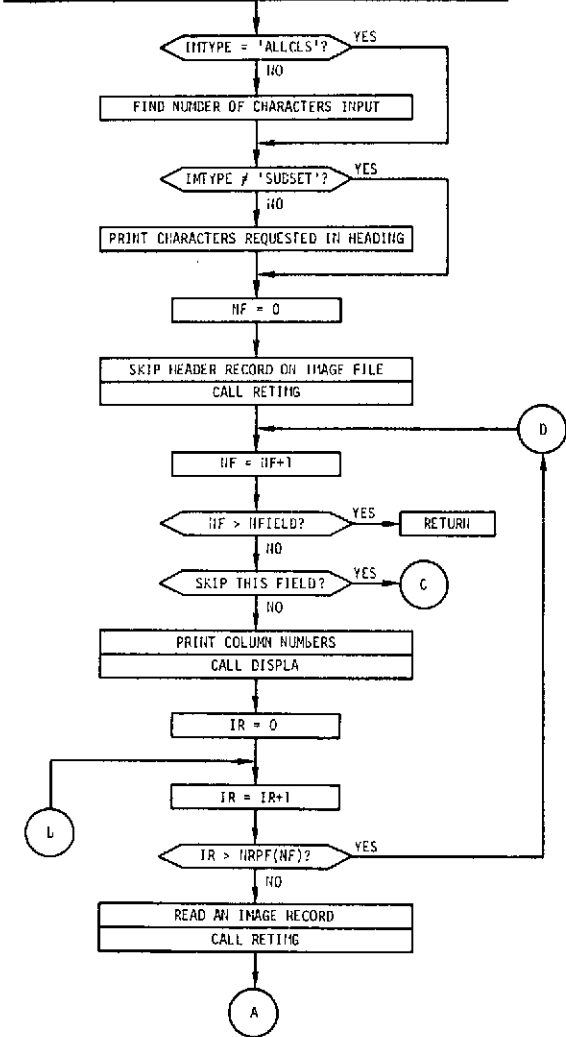 IMTYPE = 'ALLCLS'?
YES
NO
FIND NUMBER OF CHARACTERS INPUT
IMTYPE ≠ 'SUBSET'?
YES
NO
PRINT CHARACTERS REQUESTED IN HEADING
NF = 0
SKIP HEADER RECORD ON IMAGE FILE
CALL RETIMG
D
NF = NF+1
NF > NFIELD?
YES
RETURN
NO
SKIP THIS FIELD?
YES
C
NO
PRINT COLUMN NUMBERS
CALL DISPLA
IR = 0
IR = IR+1
IR > NRPF(NF)?
YES
NO
READ AN IMAGE RECORD
CALL RETIMG
A